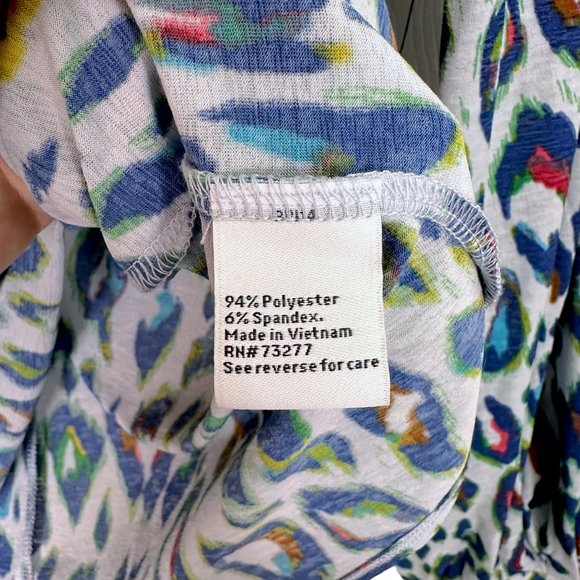 94% Polyester
6% Spandex.
Made in Vietnam
RN# 73277
See reverse for care